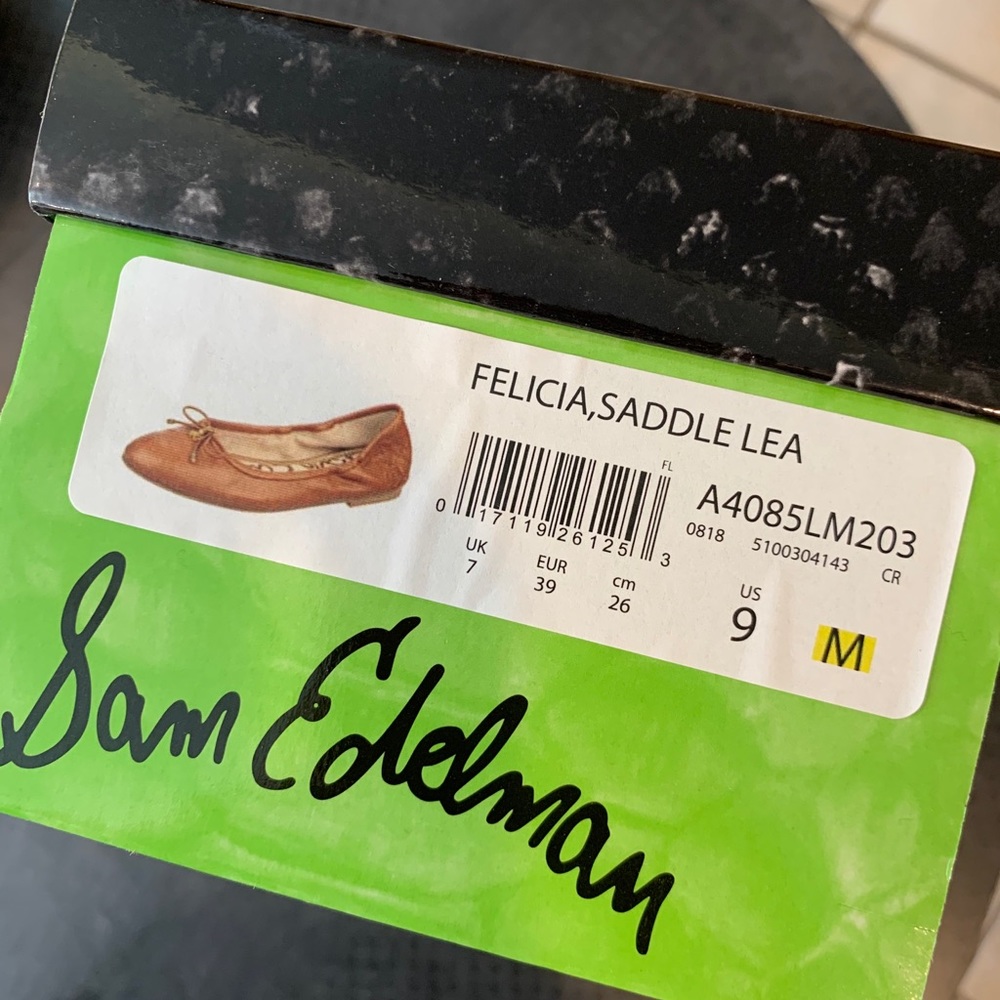 FELICIA,SADDLE LEA
FL
0 17119 26125 3
A4085LM203
0818 5100304143 CR
UK EUR cm US
7 39 26 9 M
Sam Edelman